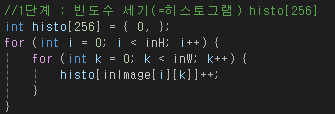 //1단계 : 빈도수 세기(=히스토그램) histo[256]
int histo[256] = { 0, };
for (int i = 0; i < inH; i++) {
for (int k = 0; k < inW; k++) {
histo[inImage[i][k]]++;
}
}